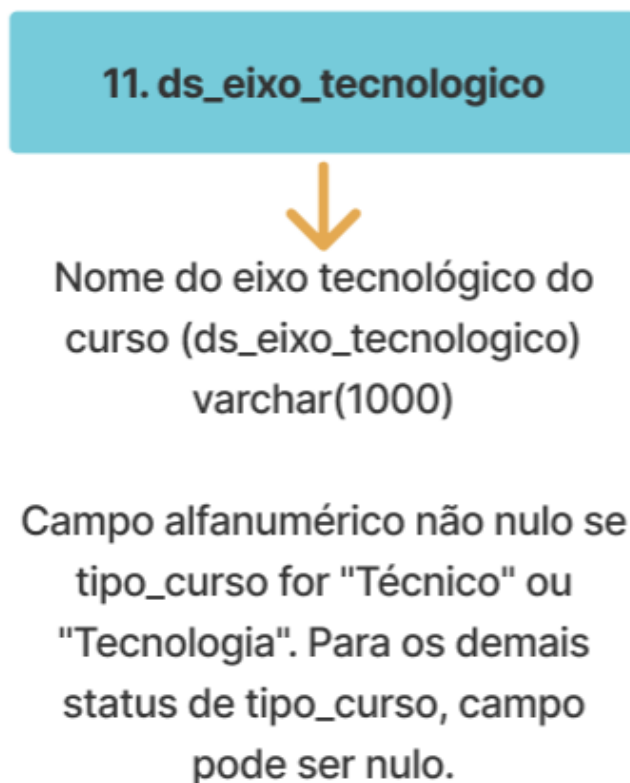 11. ds_eixo_tecnologico
Nome do eixo tecnológico do
curso (ds_eixo_tecnologico)
varchar(1000)
Campo alfanumérico não nulo se
tipo_curso for "Técnico" ou
"Tecnologia". Para os demais
status de tipo_curso, campo
pode ser nulo.